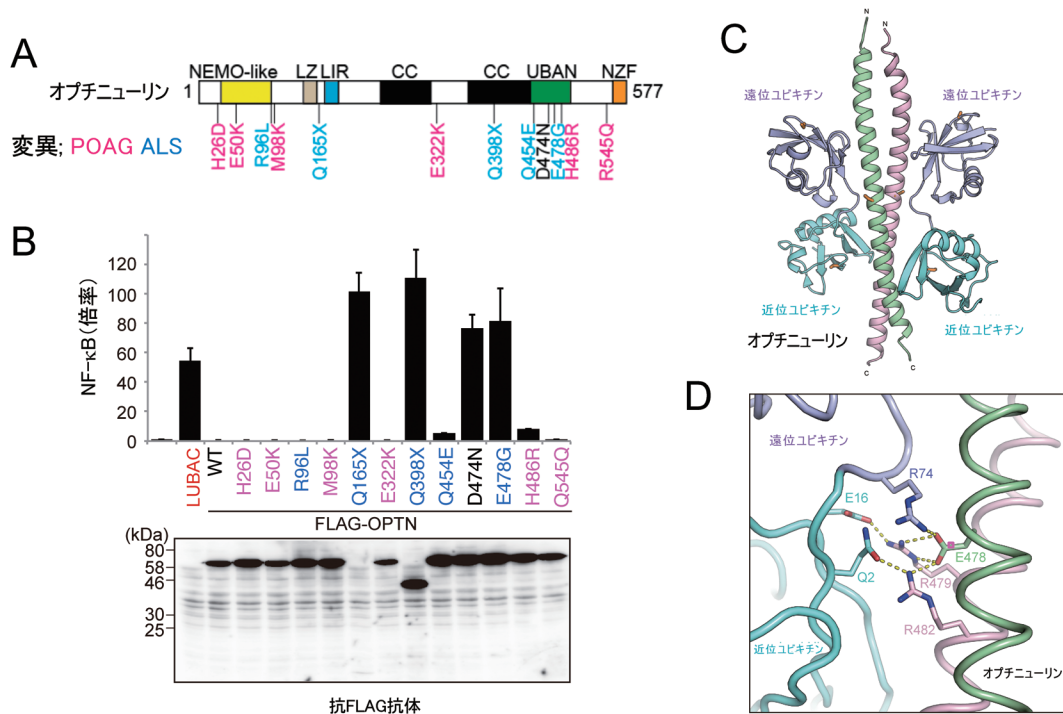 A
NEMO-like LZ LIR CC CC UBAN NZF
オプチニューリン 1 577
変異; POAG ALS
H26D E50K R96L M98K Q165X E322K Q398X Q454E D474N E478G H486R R545Q
B
NF-κB(倍率)
120
100
80
60
40
20
0
LUBAC WT H26D E50K R96L M98K Q165X E322K Q398X Q454E D474N E478G H486R Q545Q
FLAG-OPTN
(kDa)
80
58
46
30
25
抗FLAG抗体
C
N N
遠位ユビキチン 遠位ユビキチン
近位ユビキチン 近位ユビキチン
オプチニューリン
C C
D
遠位ユビキチン
R74
E16
E478
Q2
R479
R482
近位ユビキチン
オプチニューリン